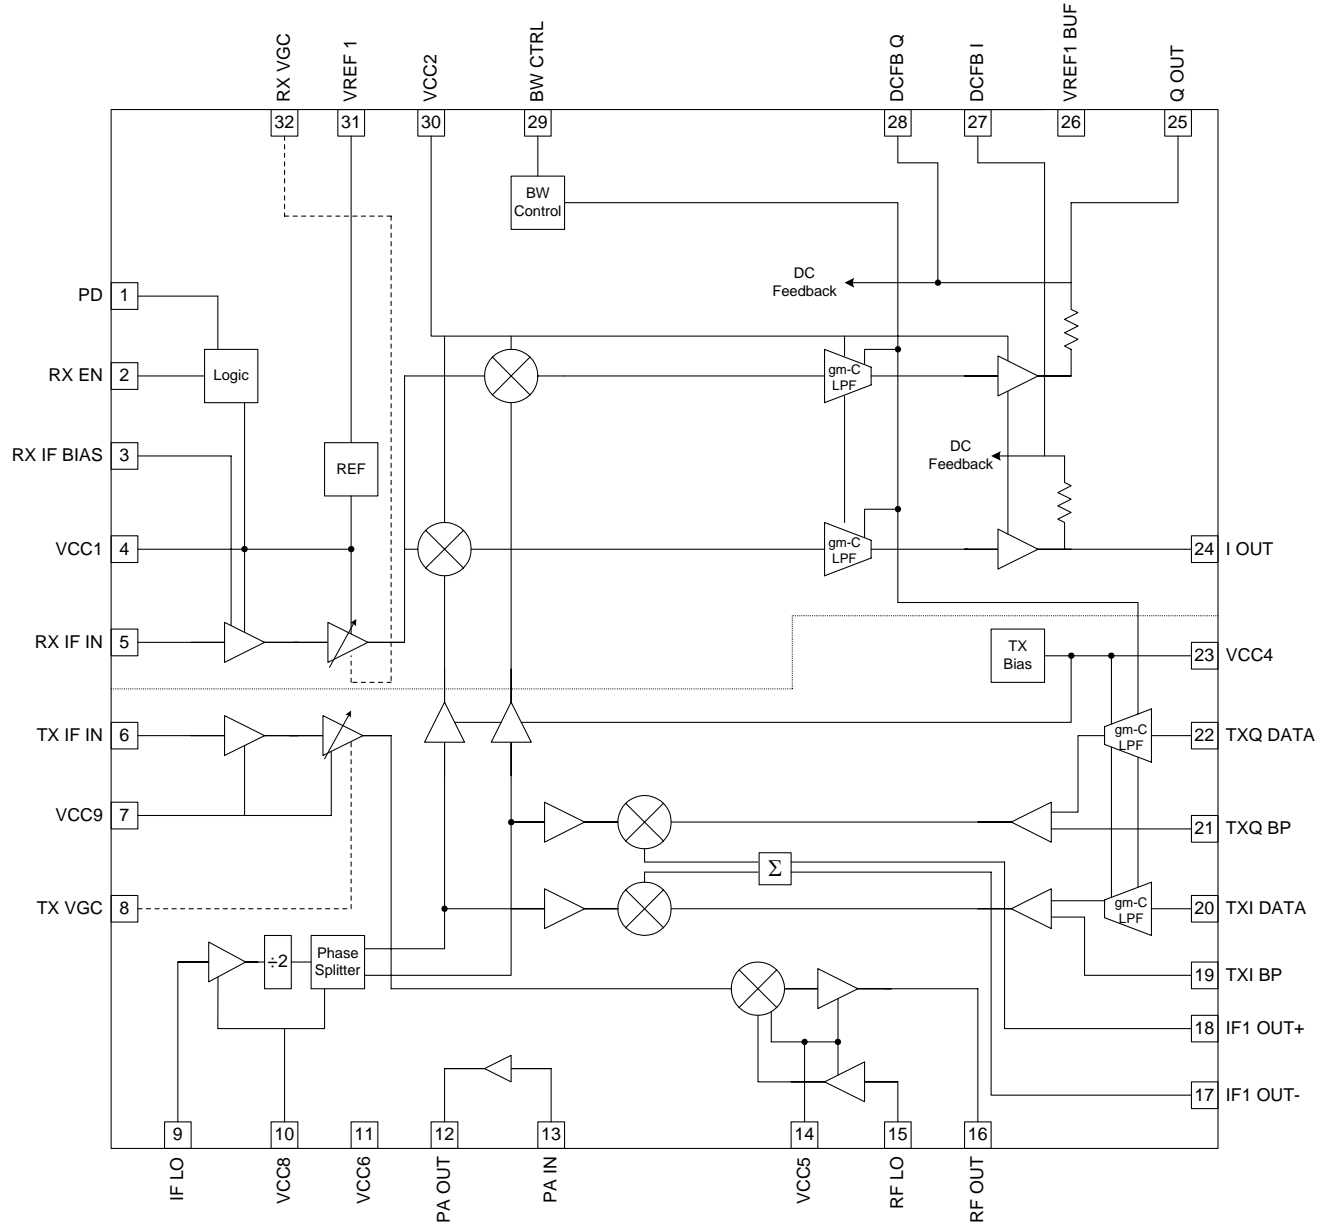 RX VGC
VREF 1
VCC2
BW CTRL
DCFB Q
DCFB I
VREF1 BUF
Q OUT
32
31
30
29
28
27
26
25
BW
Control
DC
Feedback
PD
1
RX EN
2
Logic
gm-C
LPF
RX IF BIAS
3
REF
DC
Feedback
VCC1
4
gm-C
LPF
24
I OUT
RX IF IN
5
TX
Bias
23
VCC4
TX IF IN
6
gm-C
LPF
22
TXQ DATA
VCC9
7
21
TXQ BP
Σ
TX VGC
8
gm-C
LPF
20
TXI DATA
÷2
Phase
Splitter
19
TXI BP
18
IF1 OUT+
17
IF1 OUT-
9
10
11
12
13
14
15
16
IF LO
VCC8
VCC6
PA OUT
PA IN
VCC5
RF LO
RF OUT